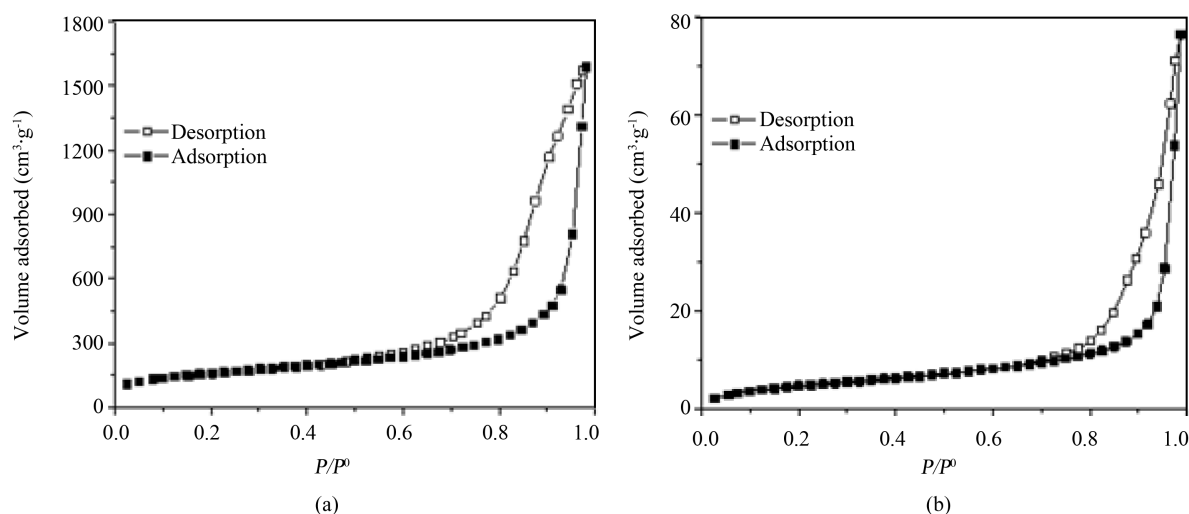 1800
1500
1200
900
600
300
0
Volume adsorbed (cm³·g⁻¹)
Desorption
Adsorption
0.0 0.2 0.4 0.6 0.8 1.0
P/P⁰
(a)
80
60
40
20
0
Volume adsorbed (cm³·g⁻¹)
Desorption
Adsorption
0.0 0.2 0.4 0.6 0.8 1.0
P/P⁰
(b)